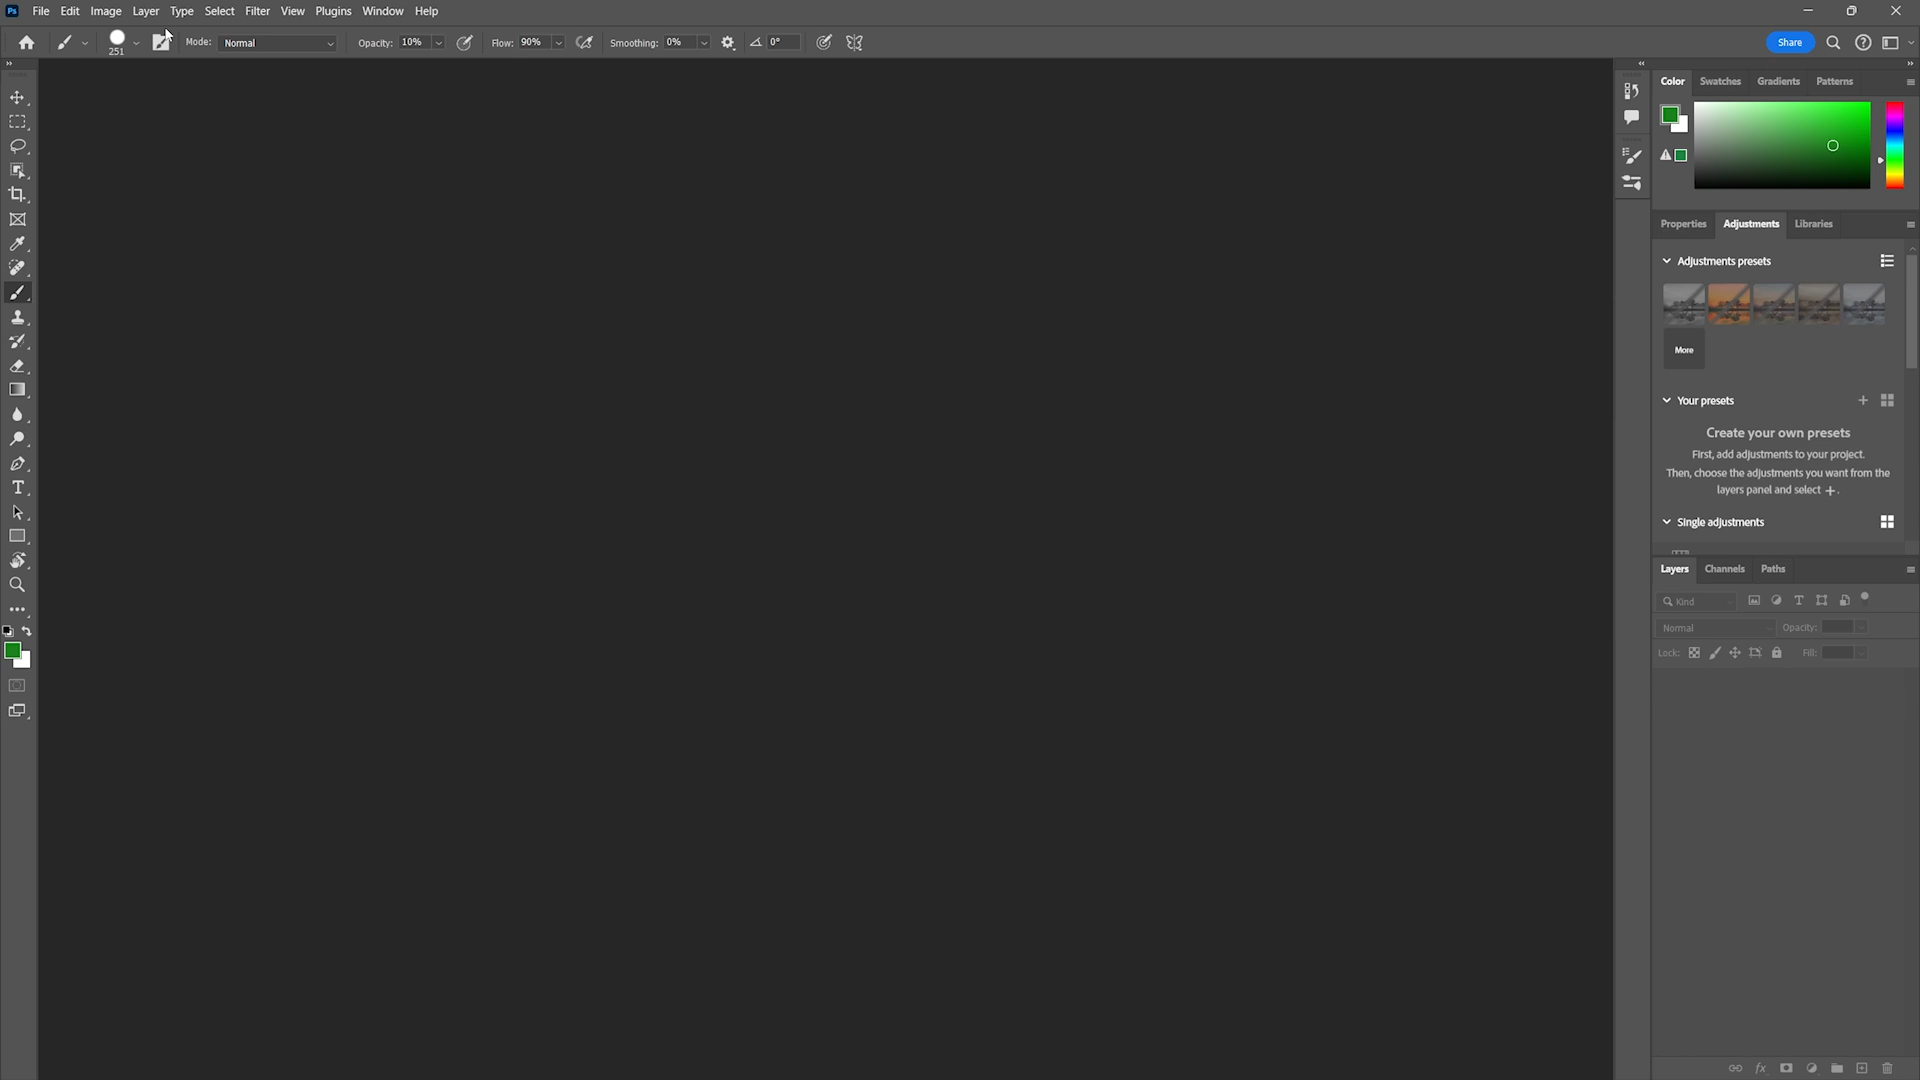 Ps File Edit Image Layer Type Select Filter View Plugins Window Help
251 Mode: Normal Opacity: 10% Flow: 90% Smoothing: 0% 0° Share
Color Swatches Gradients Patterns
Properties Adjustments Libraries
Adjustments presets
More
Your presets
Create your own presets
First, add adjustments to your project.
Then, choose the adjustments you want from the
layers panel and select +.
Single adjustments
Layers Channels Paths
Kind
Normal Opacity:
Lock: Fill:
fx